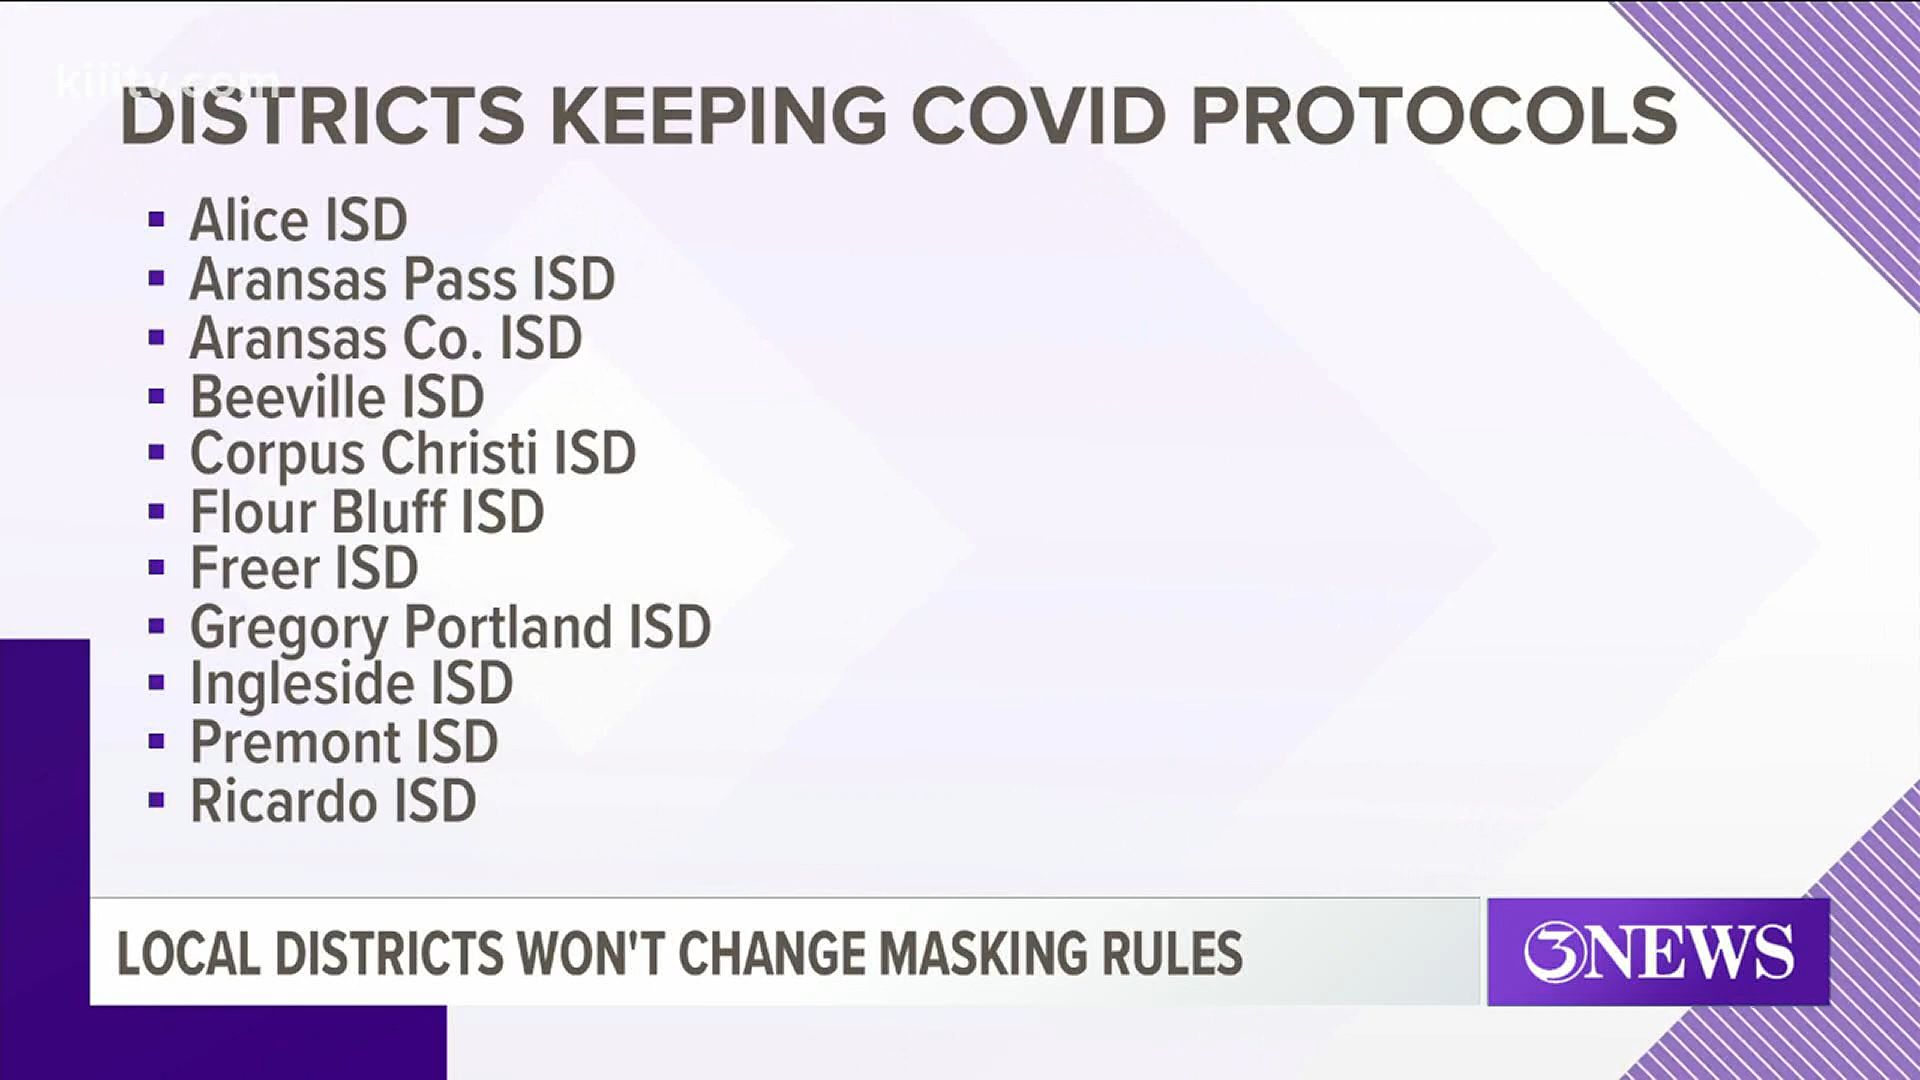 kiiitv.com
DISTRICTS KEEPING COVID PROTOCOLS
▪ Alice ISD
▪ Aransas Pass ISD
▪ Aransas Co. ISD
▪ Beeville ISD
▪ Corpus Christi ISD
▪ Flour Bluff ISD
▪ Freer ISD
▪ Gregory Portland ISD
▪ Ingleside ISD
▪ Premont ISD
▪ Ricardo ISD
LOCAL DISTRICTS WON'T CHANGE MASKING RULES
3NEWS